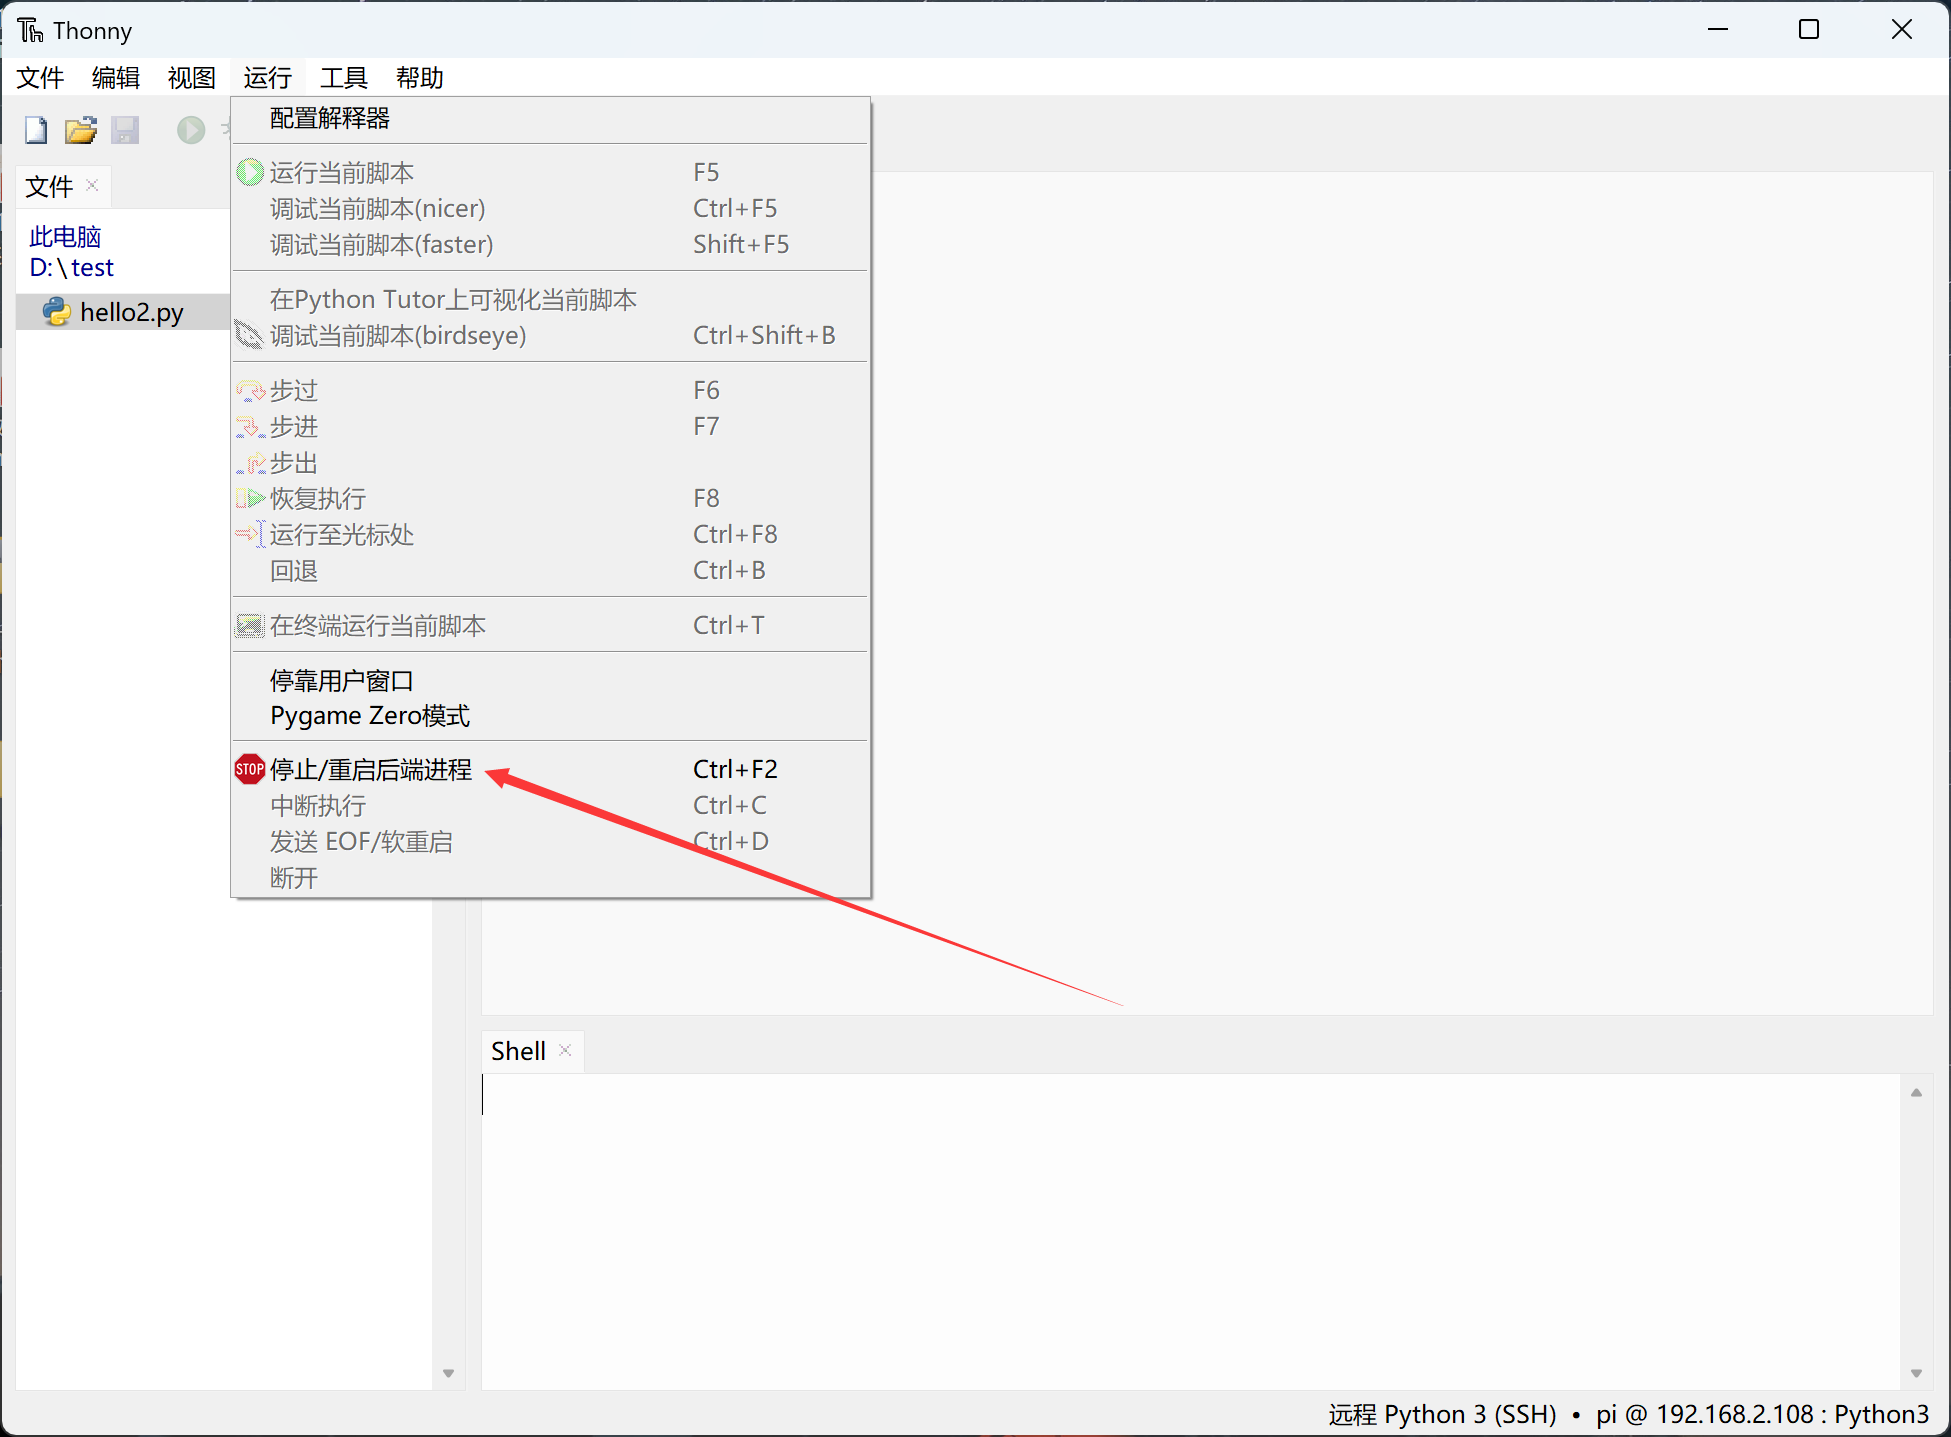 Thonny
文件 编辑 视图 运行 工具 帮助
配置解释器
运行当前脚本 F5
调试当前脚本(nicer) Ctrl+F5
调试当前脚本(faster) Shift+F5
在Python Tutor上可视化当前脚本
调试当前脚本(birdseye) Ctrl+Shift+B
步过 F6
步进 F7
步出
恢复执行 F8
运行至光标处 Ctrl+F8
回退 Ctrl+B
在终端运行当前脚本 Ctrl+T
停靠用户窗口
Pygame Zero模式
STOP 停止/重启后端进程 Ctrl+F2
中断执行 Ctrl+C
发送 EOF/软重启 Ctrl+D
断开
文件
此电脑
D:\test
hello2.py
Shell
远程 Python 3 (SSH) • pi @ 192.168.2.108 : Python3